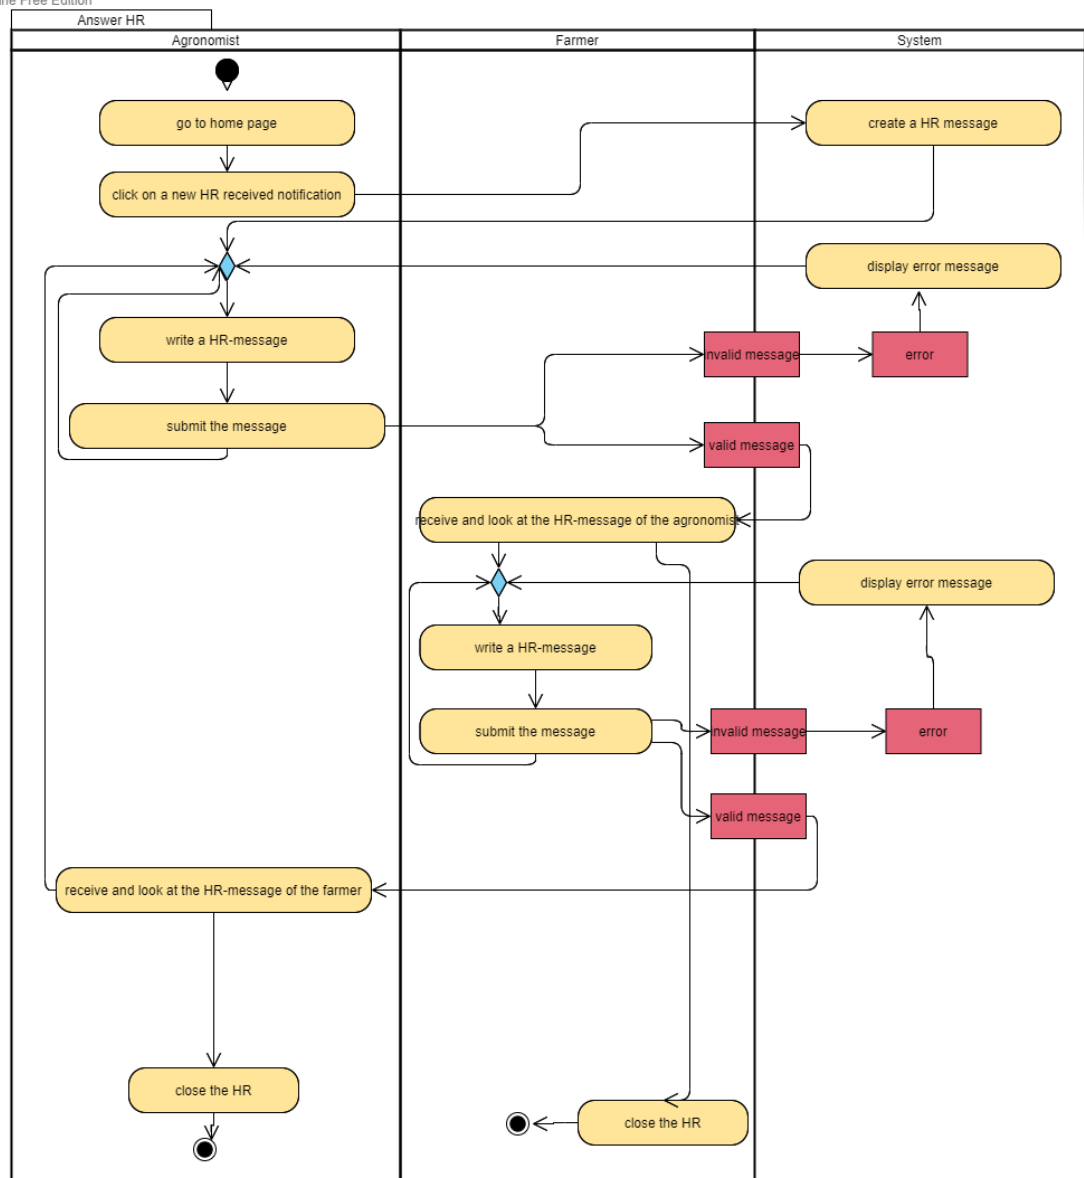 Free Edition
Answer HR
Agronomist
Farmer
System
go to home page
create a HR message
click on a new HR received notification
display error message
write a HR-message
nvalid message
error
submit the message
valid message
receive and look at the HR-message of the agronomist
display error message
write a HR-message
submit the message
nvalid message
error
valid message
receive and look at the HR-message of the farmer
close the HR
close the HR